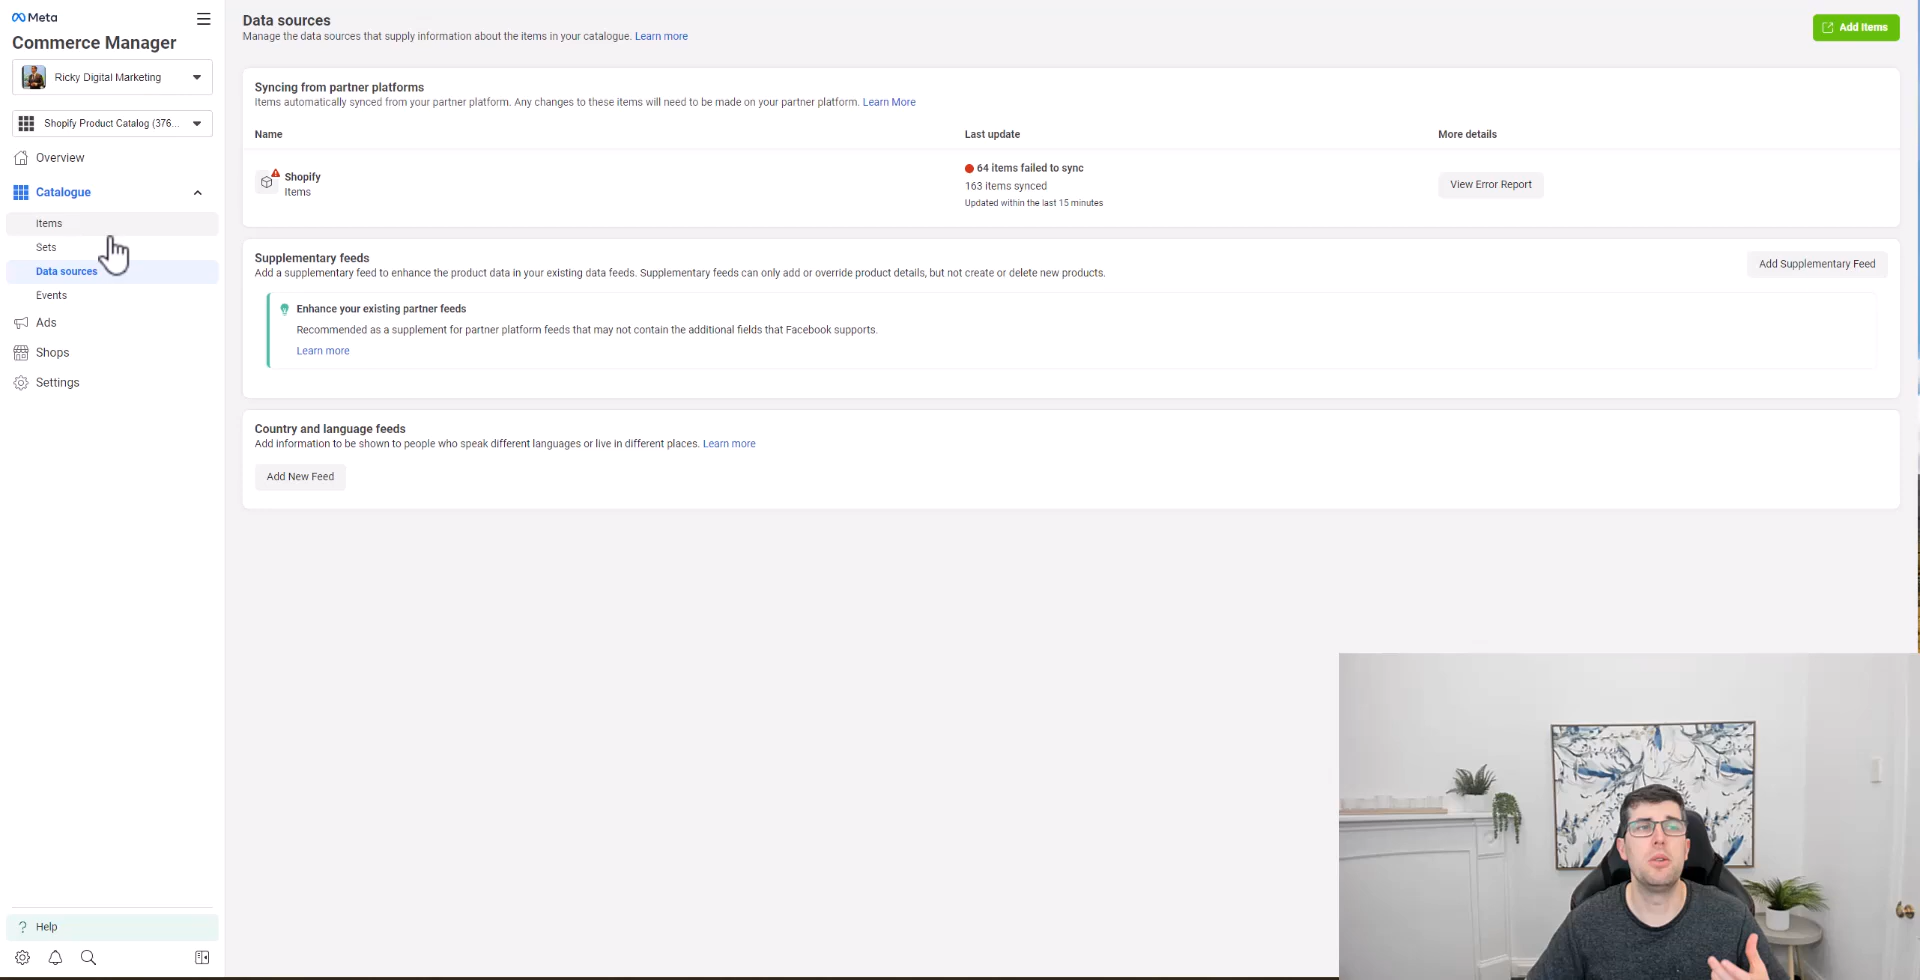 Meta
Commerce Manager
Ricky Digital Marketing
Shopify Product Catalog (376...
Overview
Catalogue
Items
Sets
Data sources
Events
Ads
Shops
Settings
? Help
Data sources
Manage the data sources that supply information about the items in your catalogue. Learn more
Add Items
Syncing from partner platforms
Items automatically synced from your partner platform. Any changes to these items will need to be made on your partner platform. Learn More
Name Last update More details
Shopify
Items
64 items failed to sync
163 items synced
Updated within the last 15 minutes
View Error Report
Supplementary feeds
Add a supplementary feed to enhance the product data in your existing data feeds. Supplementary feeds can only add or override product details, but not create or delete new products.
Add Supplementary Feed
Enhance your existing partner feeds
Recommended as a supplement for partner platform feeds that may not contain the additional fields that Facebook supports.
Learn more
Country and language feeds
Add information to be shown to people who speak different languages or live in different places. Learn more
Add New Feed